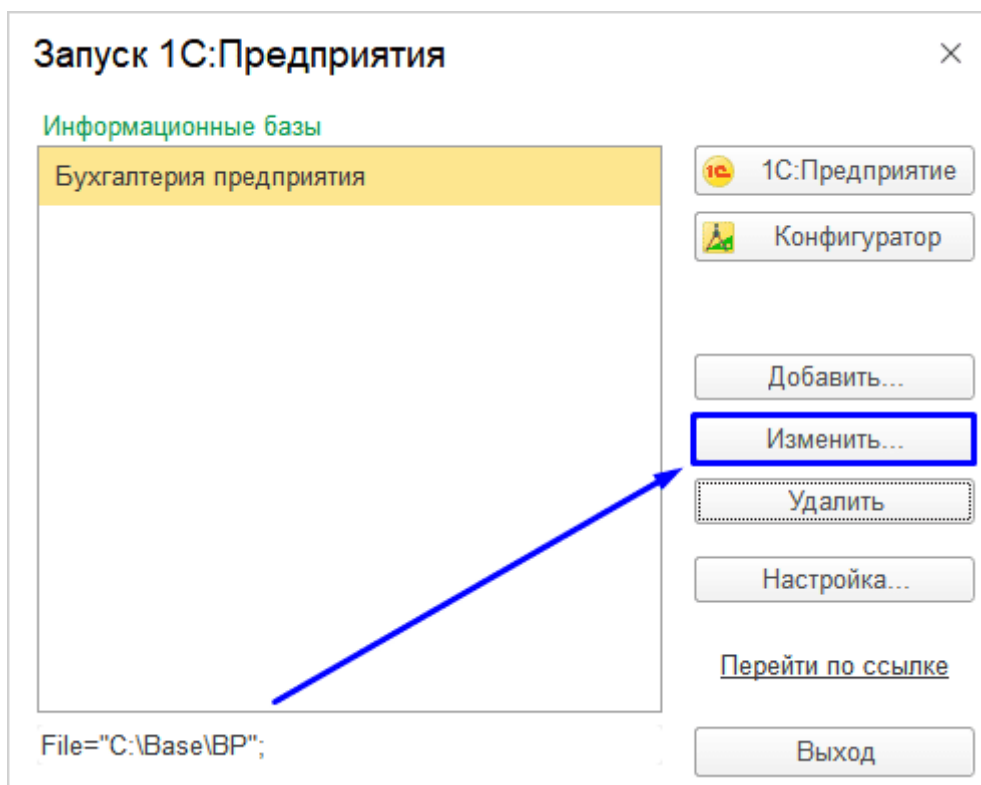 Запуск 1С:Предприятия
Информационные базы
Бухгалтерия предприятия
1С:Предприятие
Конфигуратор
Добавить...
Изменить...
Удалить
Настройка...
Перейти по ссылке
File="C:\Base\BP";
Выход